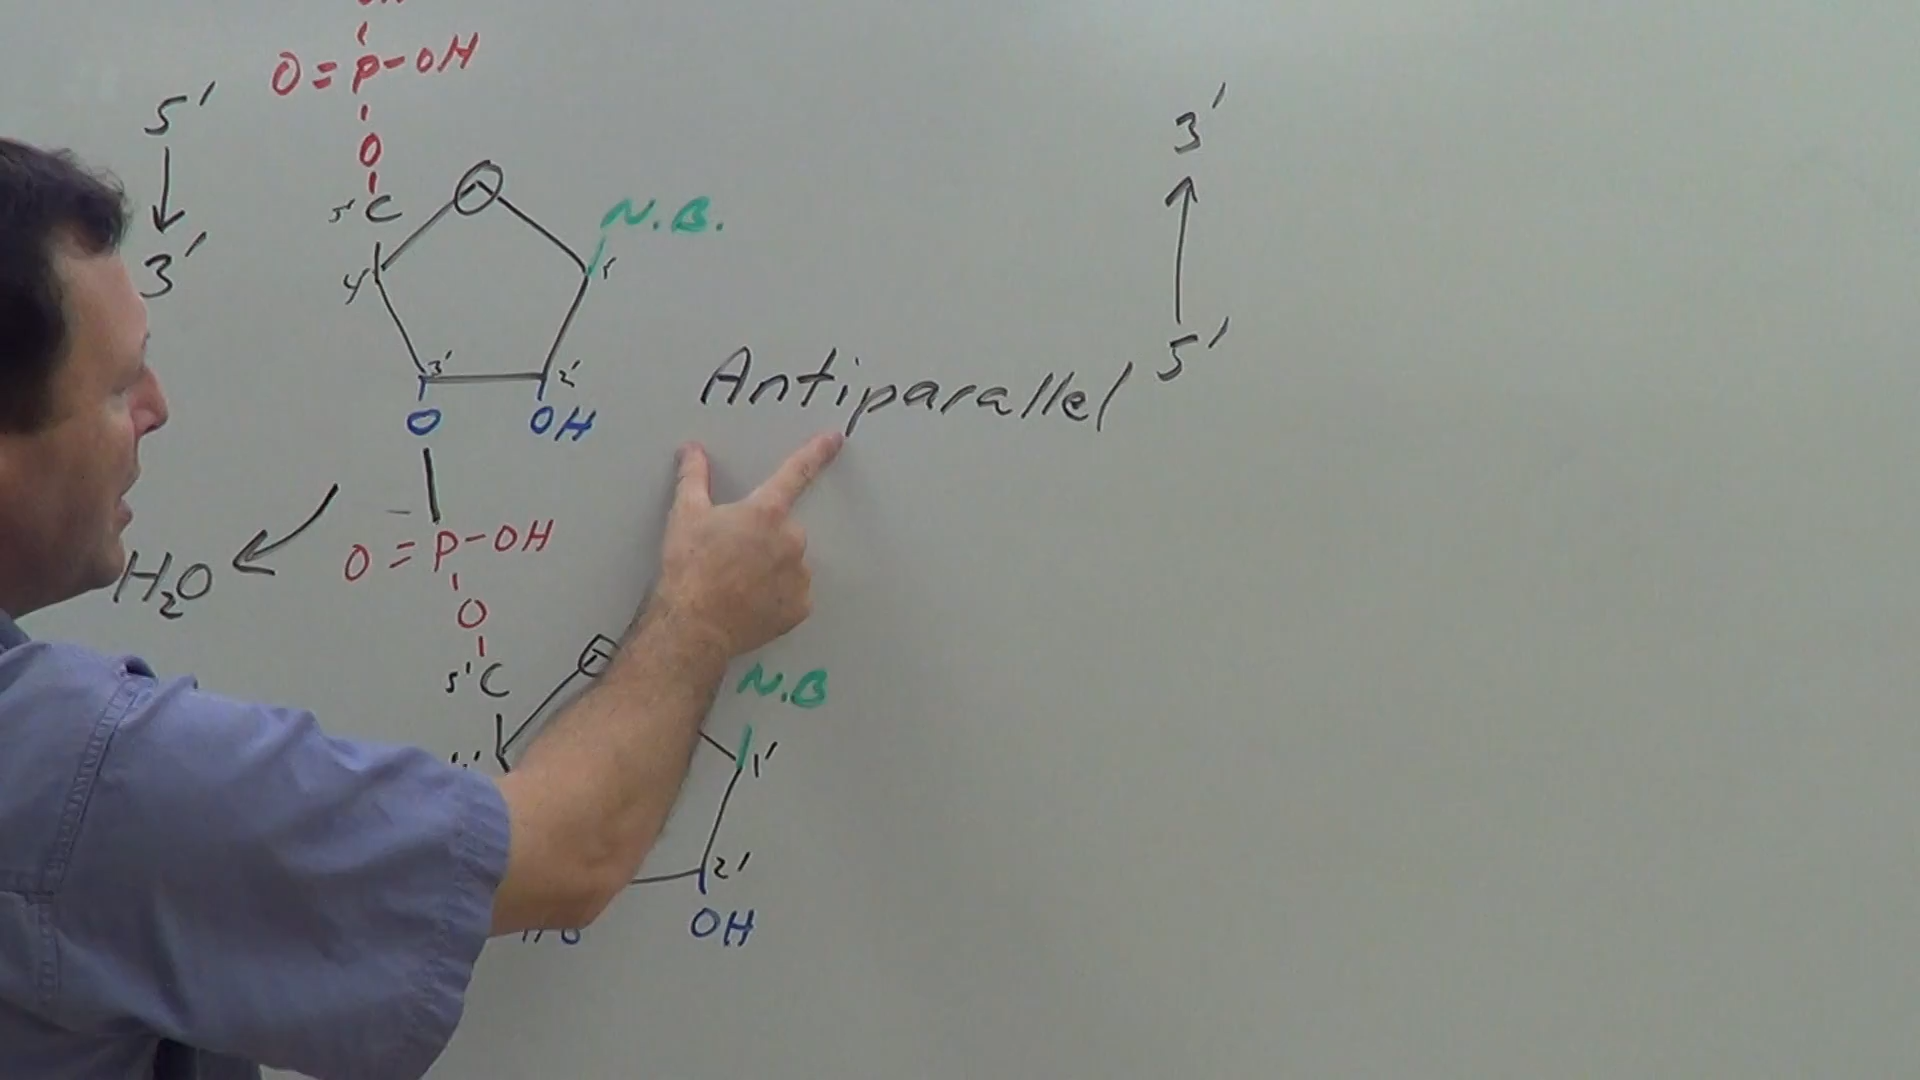 O=P-OH
5'
O
5'C
N.B.
3'
4'
1'
3'
2'
O
OH
3'
5'
Antiparallel
O=P-OH
H₂O
O
5'C
N.B
1'
2'
OH